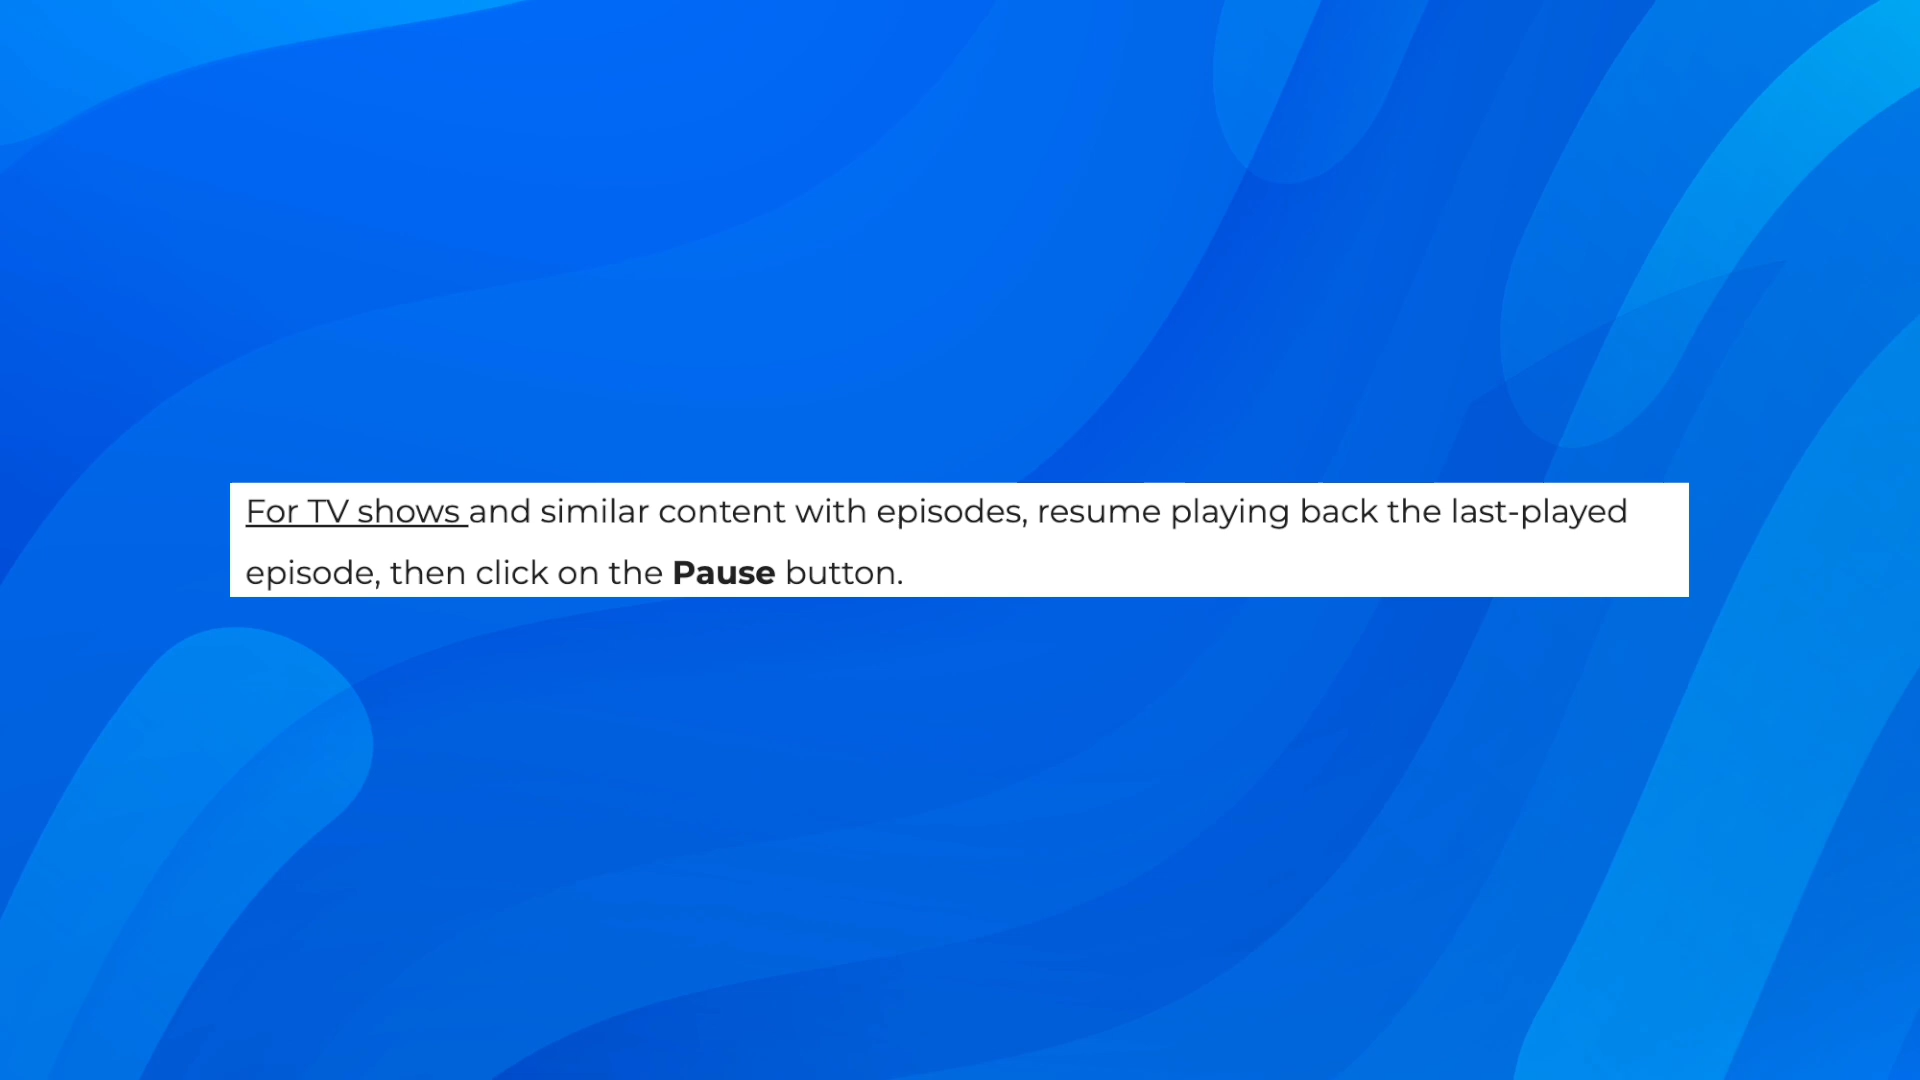 For TV shows and similar content with episodes, resume playing back the last-played
episode, then click on the Pause button.